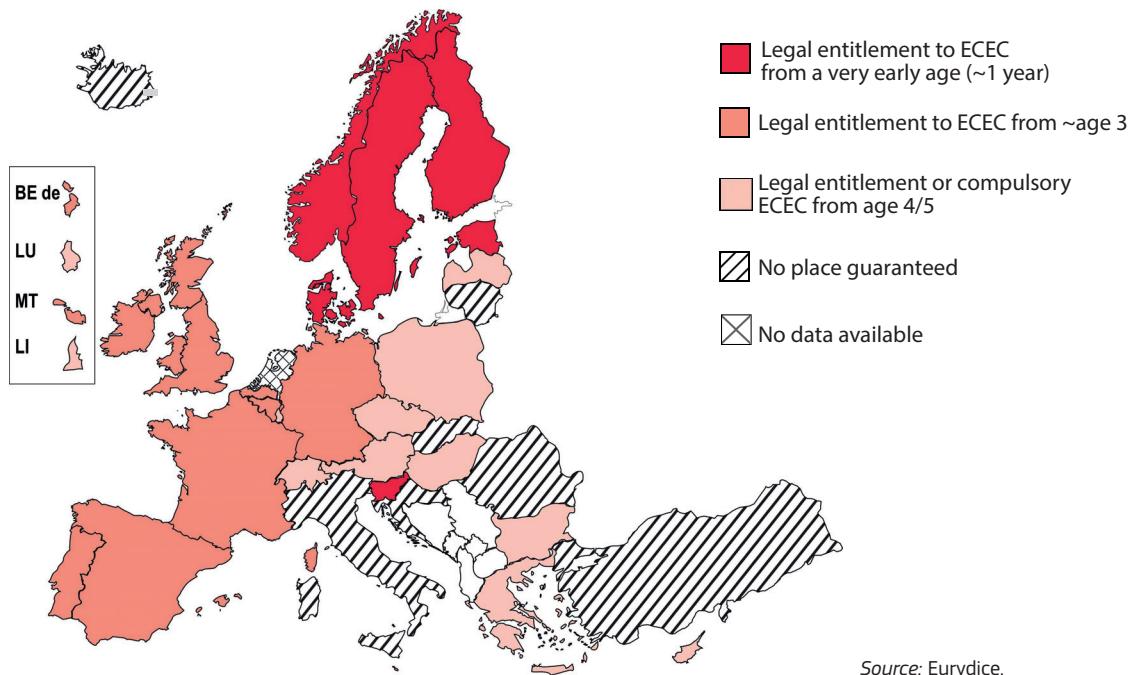 Legal entitlement to ECEC
from a very early age (~1 year)
Legal entitlement to ECEC from ~age 3
Legal entitlement or compulsory
ECEC from age 4/5
No place guaranteed
No data available
BE de
LU
MT
LI
Source: Eurydice.